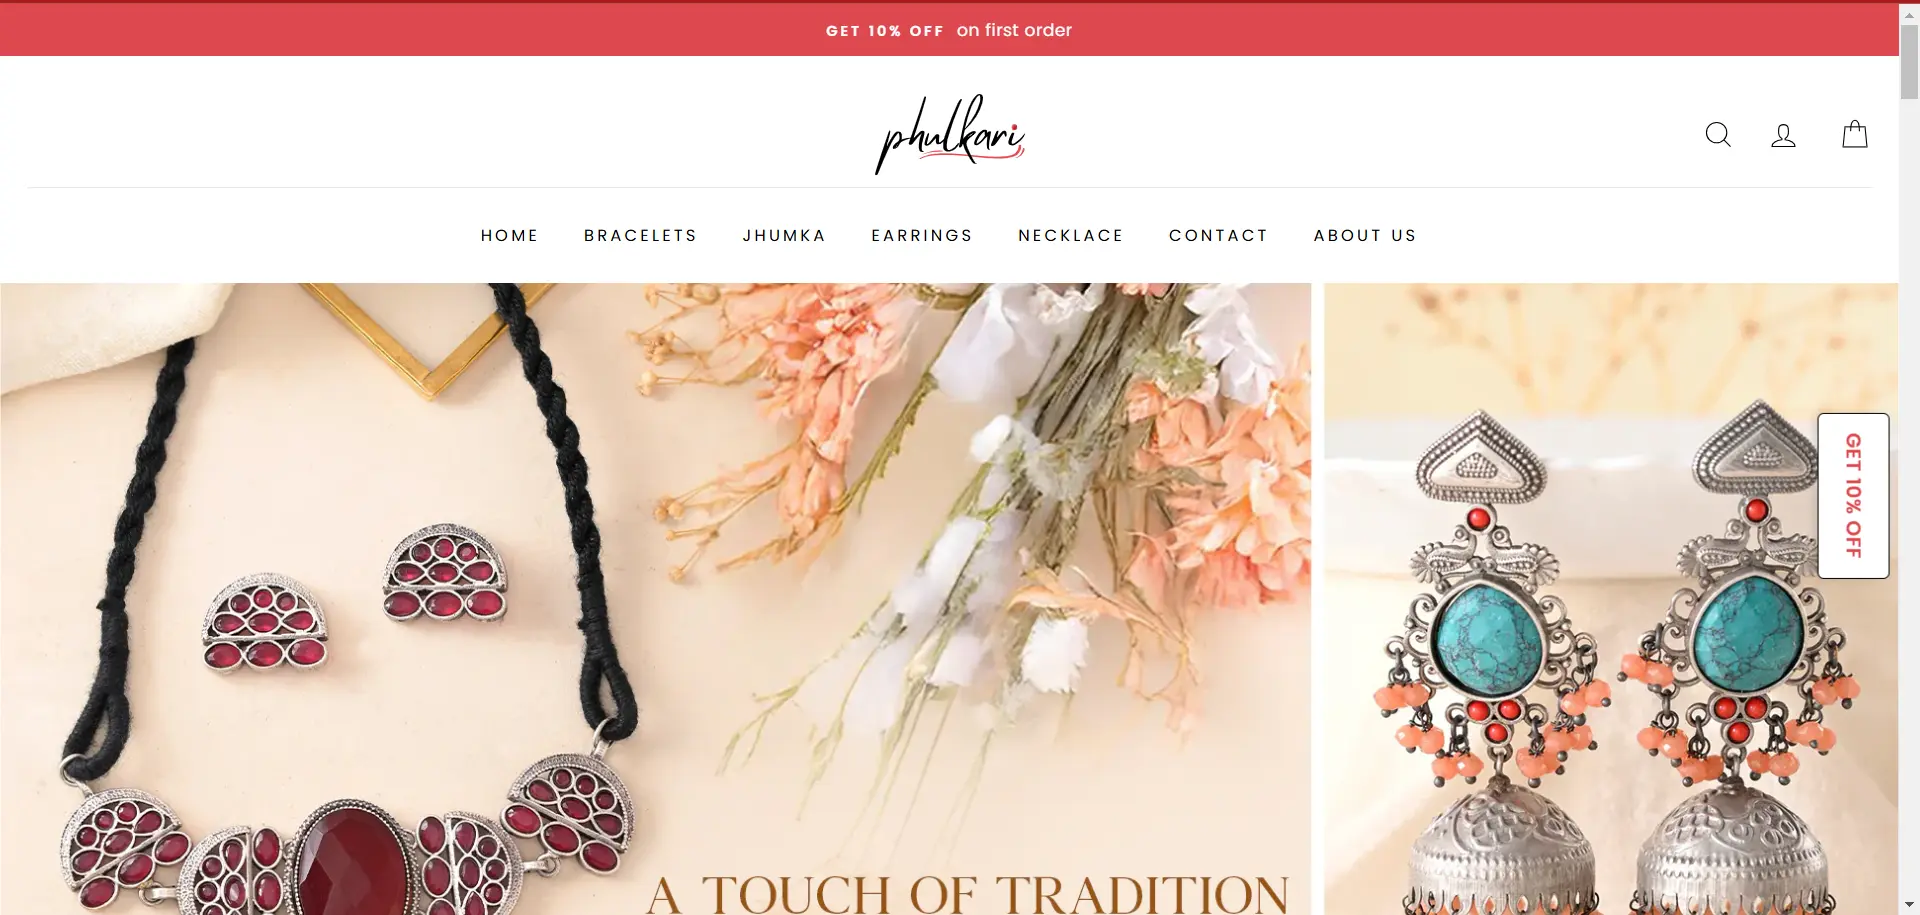 GET 10% OFF on first order
phulkari
HOME BRACELETS JHUMKA EARRINGS NECKLACE CONTACT ABOUT US
GET 10% OFF
A TOUCH OF TRADITION